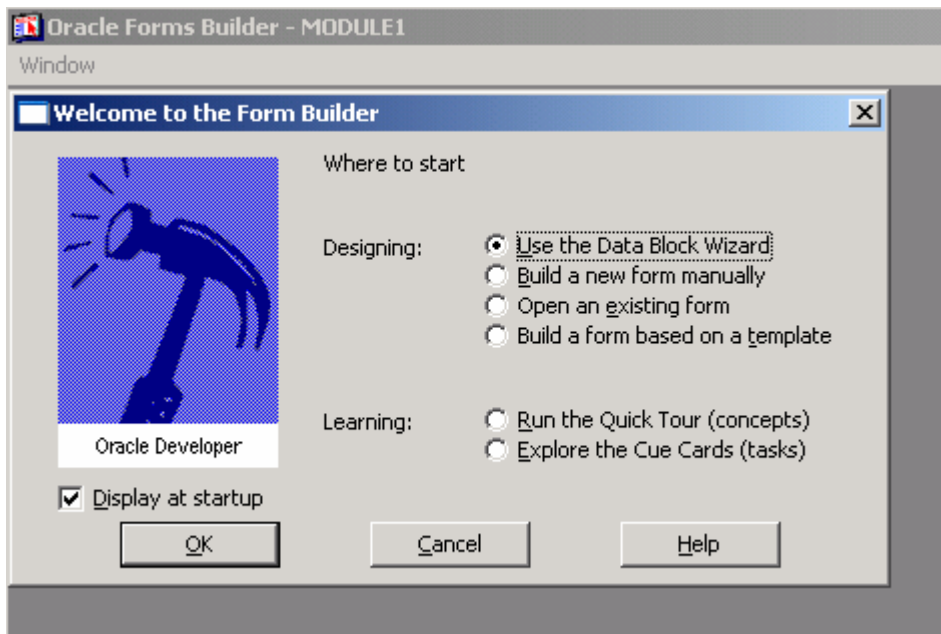 Oracle Forms Builder - MODULE1
Window
Welcome to the Form Builder
Where to start
Designing:
Use the Data Block Wizard
Build a new form manually
Open an existing form
Build a form based on a template
Learning:
Run the Quick Tour (concepts)
Explore the Cue Cards (tasks)
Oracle Developer
Display at startup
OK Cancel Help